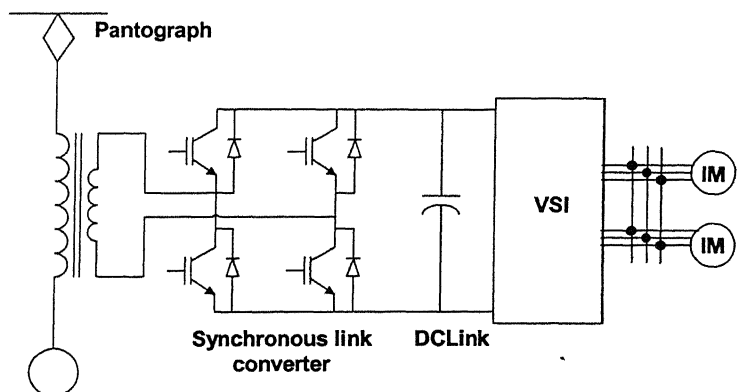 Pantograph
VSI
IM
IM
Synchronous link
converter
DCLink